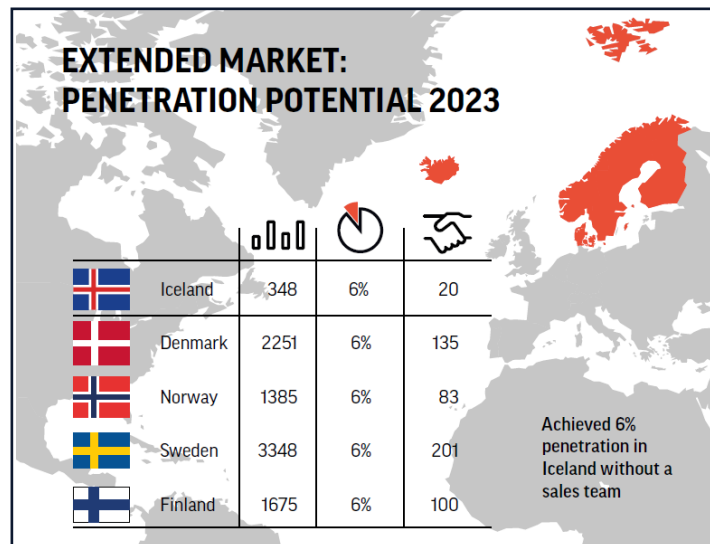 EXTENDED MARKET:
PENETRATION POTENTIAL 2023
Iceland 348 6% 20
Denmark 2251 6% 135
Norway 1385 6% 83
Sweden 3348 6% 201
Finland 1675 6% 100
Achieved 6%
penetration in
Iceland without a
sales team